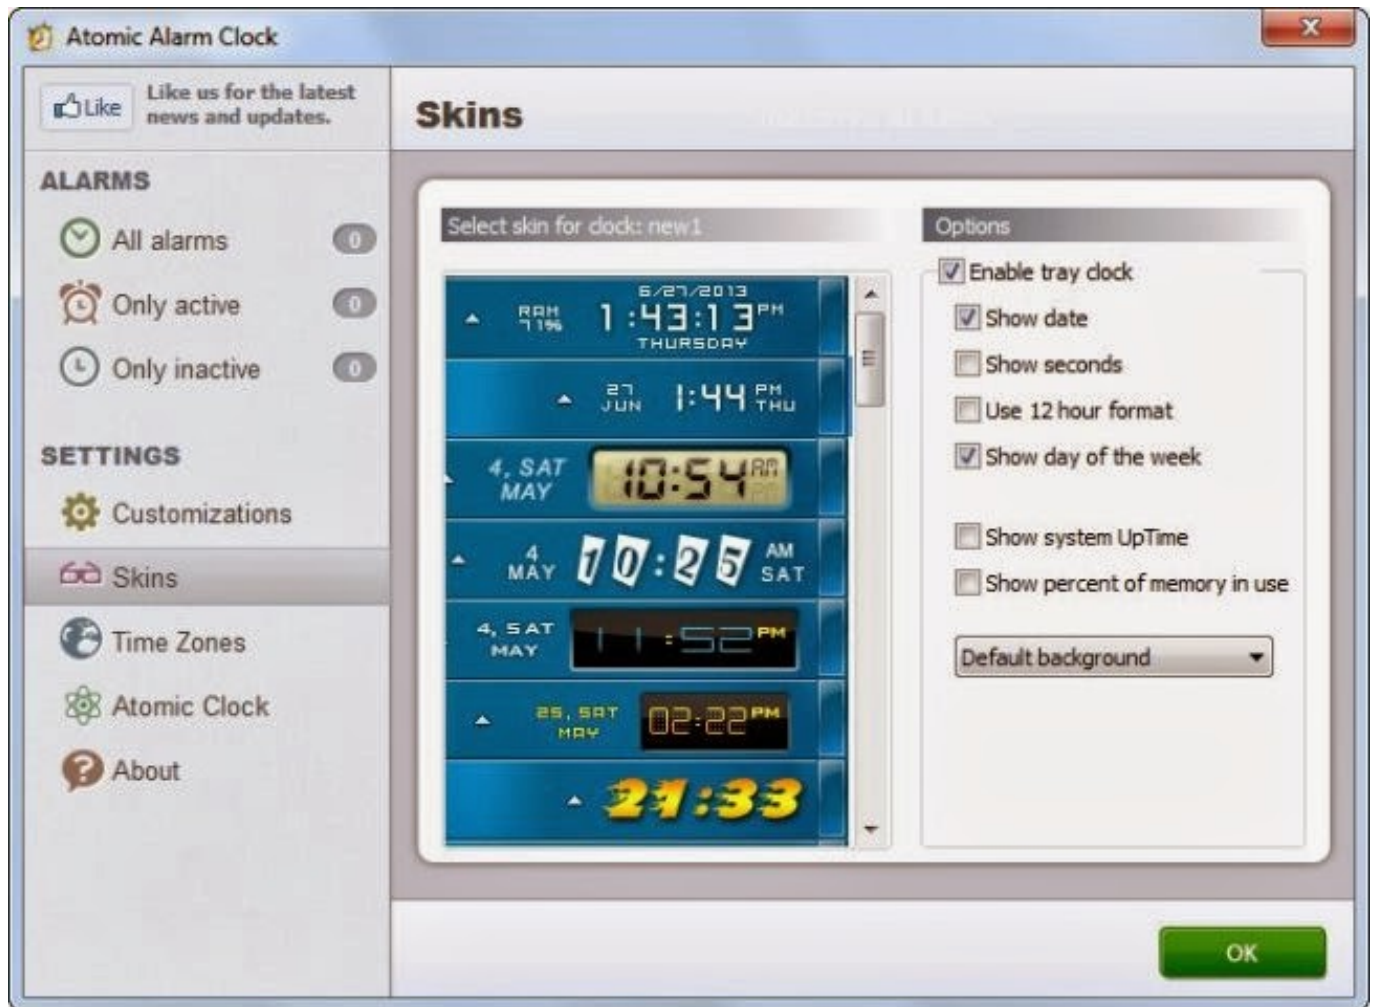 Atomic Alarm Clock
Like
Like us for the latest
news and updates.
ALARMS
All alarms 0
Only active 0
Only inactive 0
SETTINGS
Customizations
Skins
Time Zones
Atomic Clock
About
Skins
Select skin for clock: new1
6/27/2013
RAM
71%
1:43:13 PM
THURSDAY
27
JUN
1:44
PM
THU
4, SAT
MAY
10:54 AM
4
MAY
10:25
AM
SAT
4, SAT
MAY
11:52 PM
25, SAT
MAY
02:22 PM
21:33
Options
Enable tray clock
Show date
Show seconds
Use 12 hour format
Show day of the week
Show system UpTime
Show percent of memory in use
Default background
OK